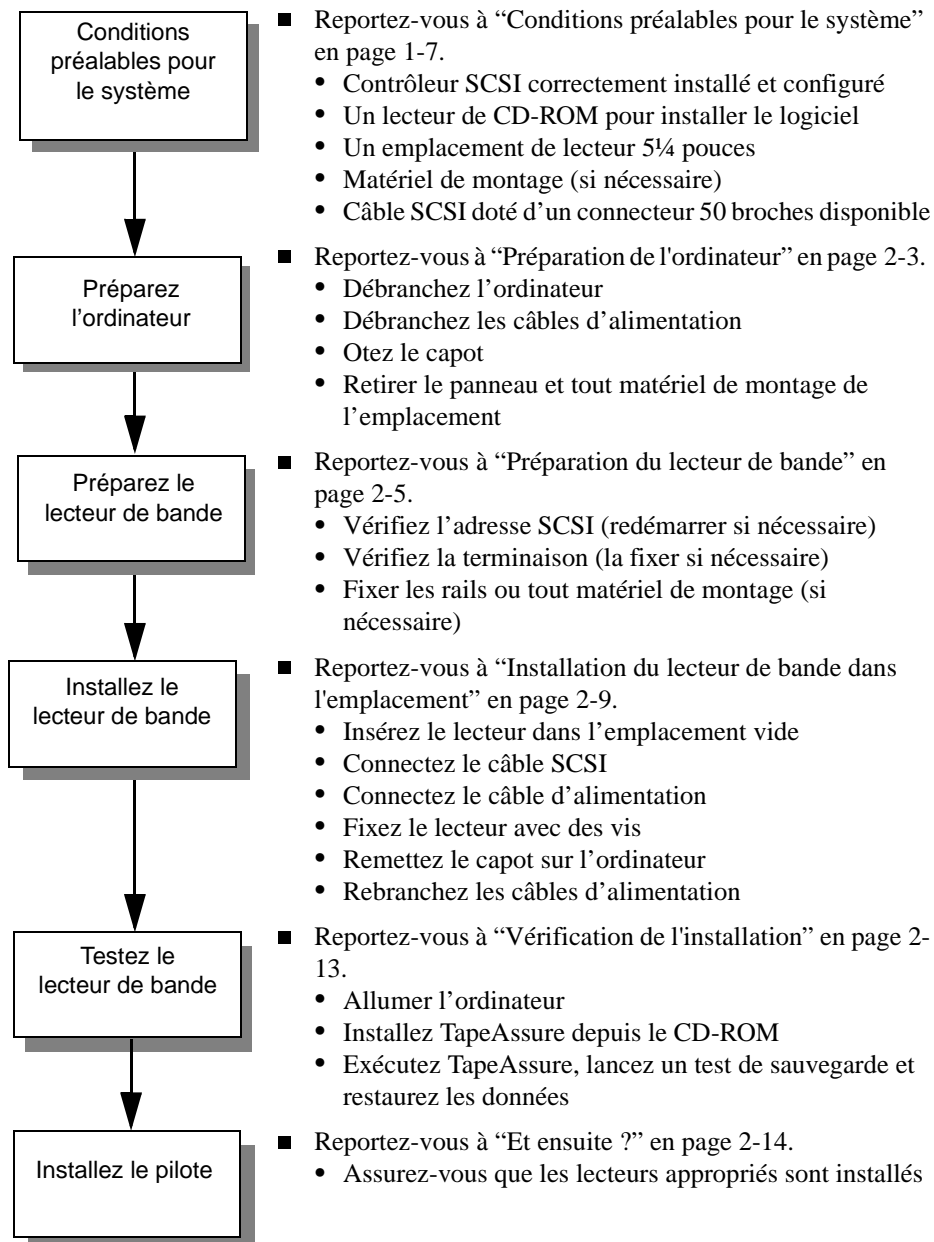 Conditions
préalables pour
le système
■ Reportez-vous à “Conditions préalables pour le système”
en page 1-7.
• Contrôleur SCSI correctement installé et configuré
• Un lecteur de CD-ROM pour installer le logiciel
• Un emplacement de lecteur 5¼ pouces
• Matériel de montage (si nécessaire)
• Câble SCSI doté d’un connecteur 50 broches disponible
Préparez
l’ordinateur
■ Reportez-vous à “Préparation de l'ordinateur” en page 2-3.
• Débranchez l’ordinateur
• Débranchez les câbles d’alimentation
• Otez le capot
• Retirer le panneau et tout matériel de montage de
l’emplacement
Préparez le
lecteur de bande
■ Reportez-vous à “Préparation du lecteur de bande” en
page 2-5.
• Vérifiez l’adresse SCSI (redémarrer si nécessaire)
• Vérifiez la terminaison (la fixer si nécessaire)
• Fixer les rails ou tout matériel de montage (si
nécessaire)
Installez le
lecteur de bande
■ Reportez-vous à “Installation du lecteur de bande dans
l'emplacement” en page 2-9.
• Insérez le lecteur dans l’emplacement vide
• Connectez le câble SCSI
• Connectez le câble d’alimentation
• Fixez le lecteur avec des vis
• Remettez le capot sur l’ordinateur
• Rebranchez les câbles d’alimentation
Testez le
lecteur de bande
■ Reportez-vous à “Vérification de l'installation” en page 2-
13.
• Allumer l’ordinateur
• Installez TapeAssure depuis le CD-ROM
• Exécutez TapeAssure, lancez un test de sauvegarde et
restaurez les données
Installez le pilote
■ Reportez-vous à “Et ensuite ?” en page 2-14.
• Assurez-vous que les lecteurs appropriés sont installés